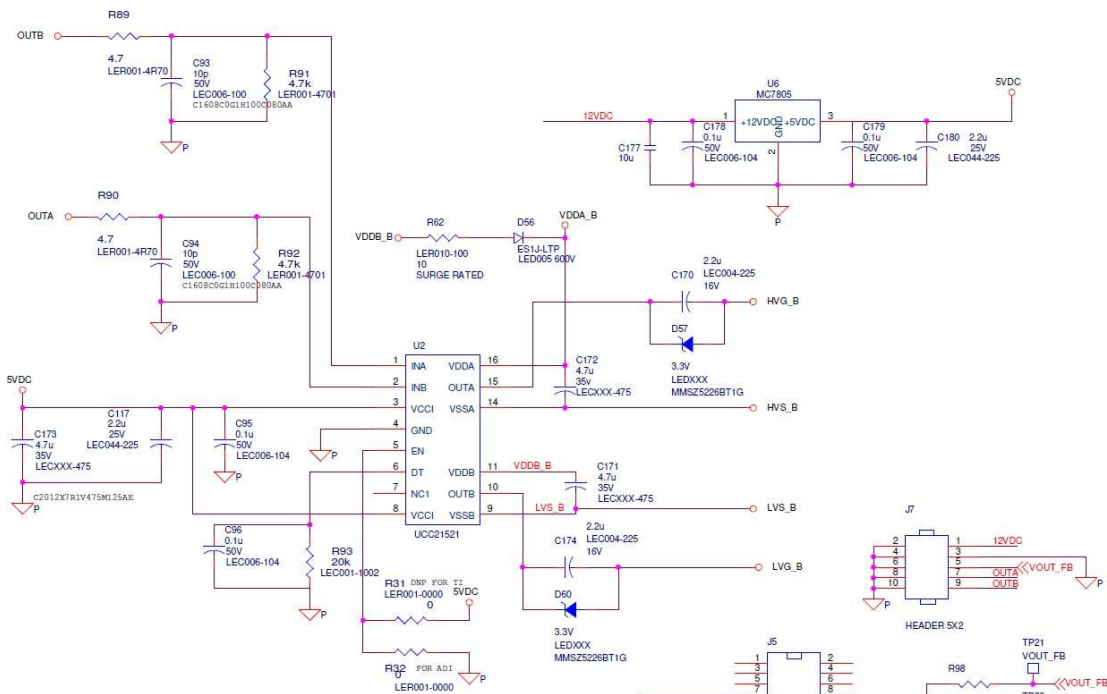 R89
OUTB
4.7
LER001-4R70
C93
10p
50V
LEC006-100
C1608C0G1H100C080AA
R91
4.7k
LER001-4701
P
R90
OUTA
4.7
LER001-4R70
C94
10p
50V
LEC006-100
C1608C0G1H100C080AA
R92
4.7k
LER001-4701
P
U6
MC7805
12VDC
1
+12VDC
+5VDC
GND
2
3
5VDC
C177
10u
C178
0.1u
50V
LEC006-104
C179
0.1u
50V
LEC006-104
C180
2.2u
25V
LEC044-225
P
VDDB_B
R62
LER010-100
10
SURGE RATED
D56
ES1J-LTP
LED005 600V
VDDA_B
2.2u
C170
LEC004-225
16V
HVG_B
D57
3.3V
LEDXXX
MMSZ5226BT1G
C172
4.7u
35v
LECXXX-475
HVS_B
U2
1
INA
VDDA
16
2
INB
OUTA
15
3
VCCI
VSSA
14
4
GND
5
EN
6
DT
VDDB
11
7
NC1
OUTB
10
8
VCCI
VSSB
9
UCC21521
5VDC
C173
4.7u
35V
LECXXX-475
C117
2.2u
25V
LEC044-225
C95
0.1u
50V
LEC006-104
P
P
P
C2012X7R1V475M125AE
C96
0.1u
50V
LEC006-104
R93
20k
LEC001-1002
P
R31 DNP FOR TI
LER001-0000
0
5VDC
R32 FOR ADI
0
LER001-0000
P
VDDB_B
C171
4.7u
35V
LECXXX-475
LVS_B
LVS_B
2.2u
C174
LEC004-225
16V
LVG_B
D60
3.3V
LEDXXX
MMSZ5226BT1G
J7
2
1
12VDC
4
3
6
5
VOUT_FB
8
7
OUTA
10
9
OUTB
P
P
HEADER 5X2
J5
1
2
3
4
5
6
7
8
TP21
VOUT_FB
R98
VOUT_FB